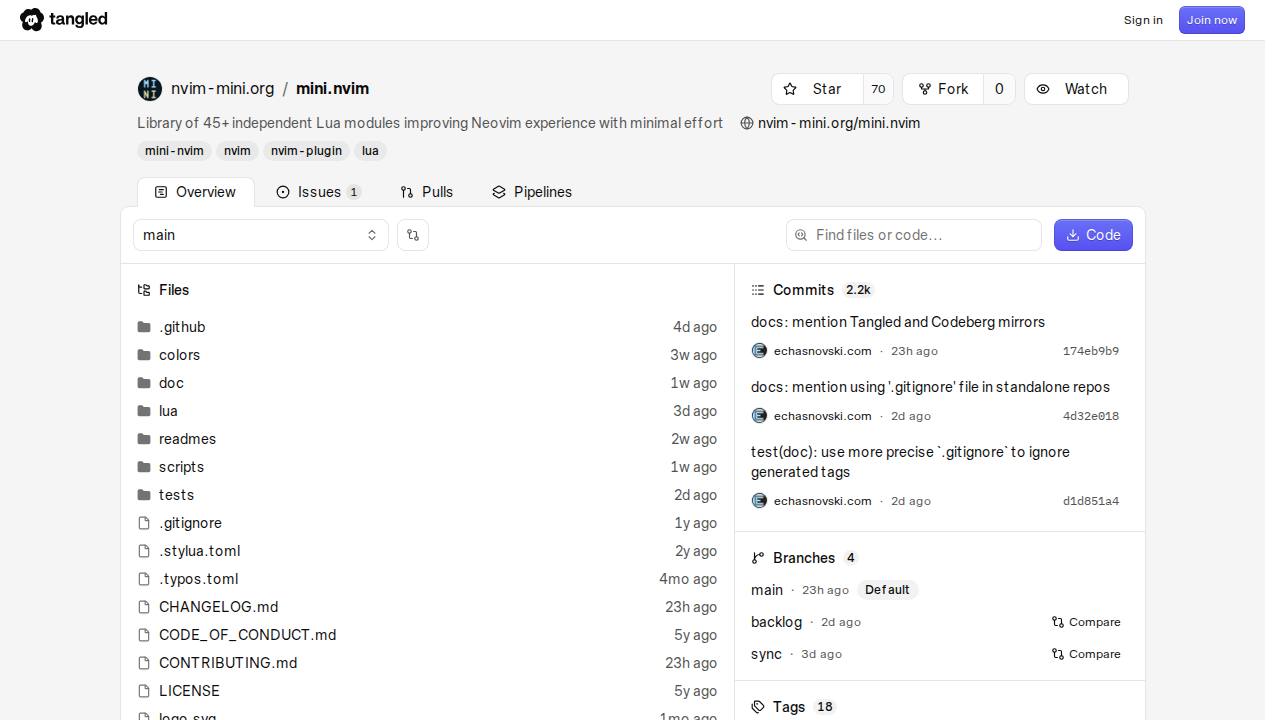 tangled
Sign in
Join now
nvim-mini.org / mini.nvim
Star 70
Fork 0
Watch
Library of 45+ independent Lua modules improving Neovim experience with minimal effort
nvim-mini.org/mini.nvim
mini-nvim nvim nvim-plugin lua
Overview
Issues 1
Pulls
Pipelines
main
Find files or code...
Code
Files
.github 4d ago
colors 3w ago
doc 1w ago
lua 3d ago
readmes 2w ago
scripts 1w ago
tests 2d ago
.gitignore 1y ago
.stylua.toml 2y ago
.typos.toml 4mo ago
CHANGELOG.md 23h ago
CODE_OF_CONDUCT.md 5y ago
CONTRIBUTING.md 23h ago
LICENSE 5y ago
logo.svg 1mo ago
Commits 2.2k
docs: mention Tangled and Codeberg mirrors
echasnovski.com · 23h ago 174eb9b9
docs: mention using '.gitignore' file in standalone repos
echasnovski.com · 2d ago 4d32e018
test(doc): use more precise `.gitignore` to ignore
generated tags
echasnovski.com · 2d ago d1d851a4
Branches 4
main · 23h ago Default
backlog · 2d ago Compare
sync · 3d ago Compare
Tags 18